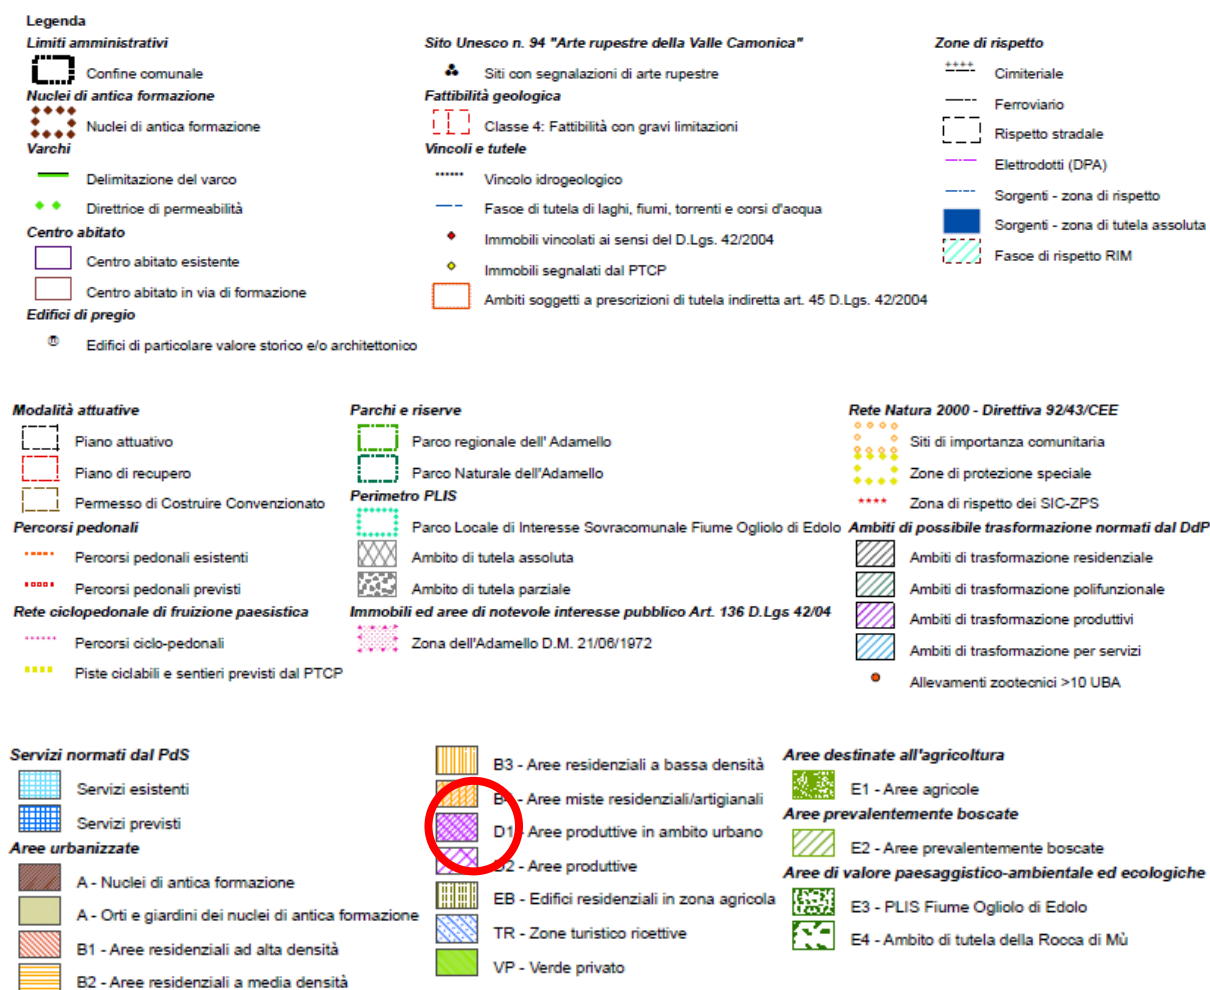 Legenda
Limiti amministrativi
Confine comunale
Nuclei di antica formazione
Nuclei di antica formazione
Varchi
Delimitazione del varco
Direttrice di permeabilità
Centro abitato
Centro abitato esistente
Centro abitato in via di formazione
Edifici di pregio
Edifici di particolare valore storico e/o architettonico
Sito Unesco n. 94 "Arte rupestre della Valle Camonica"
Siti con segnalazioni di arte rupestre
Fattibilità geologica
Classe 4: Fattibilità con gravi limitazioni
Vincoli e tutele
Vincolo idrogeologico
Fasce di tutela di laghi, fiumi, torrenti e corsi d'acqua
Immobili vincolati ai sensi del D.Lgs. 42/2004
Immobili segnalati dal PTCP
Ambiti soggetti a prescrizioni di tutela indiretta art. 45 D.Lgs. 42/2004
Zone di rispetto
Cimiteriale
Ferroviario
Rispetto stradale
Elettrodotti (DPA)
Sorgenti - zona di rispetto
Sorgenti - zona di tutela assoluta
Fasce di rispetto RIM
Modalità attuative
Piano attuativo
Piano di recupero
Permesso di Costruire Convenzionato
Percorsi pedonali
Percorsi pedonali esistenti
Percorsi pedonali previsti
Rete ciclopedonale di fruizione paesistica
Percorsi ciclo-pedonali
Piste ciclabili e sentieri previsti dal PTCP
Parchi e riserve
Parco regionale dell' Adamello
Parco Naturale dell'Adamello
Perimetro PLIS
Parco Locale di Interesse Sovracomunale Fiume Ogliolo di Edolo
Ambito di tutela assoluta
Ambito di tutela parziale
Immobili ed aree di notevole interesse pubblico Art. 136 D.Lgs 42/04
Zona dell'Adamello D.M. 21/06/1972
Rete Natura 2000 - Direttiva 92/43/CEE
Siti di importanza comunitaria
Zone di protezione speciale
Zona di rispetto dei SIC-ZPS
Ambiti di possibile trasformazione normati dal DdP
Ambiti di trasformazione residenziale
Ambiti di trasformazione polifunzionale
Ambiti di trasformazione produttivi
Ambiti di trasformazione per servizi
Allevamenti zootecnici >10 UBA
Servizi normati dal PdS
Servizi esistenti
Servizi previsti
Aree urbanizzate
A - Nuclei di antica formazione
A - Orti e giardini dei nuclei di antica formazione
B1 - Aree residenziali ad alta densità
B2 - Aree residenziali a media densità
B3 - Aree residenziali a bassa densità
B4 - Aree miste residenziali/artigianali
D1 - Aree produttive in ambito urbano
D2 - Aree produttive
EB - Edifici residenziali in zona agricola
TR - Zone turistico ricettive
VP - Verde privato
Aree destinate all'agricoltura
E1 - Aree agricole
Aree prevalentemente boscate
E2 - Aree prevalentemente boscate
Aree di valore paesaggistico-ambientale ed ecologiche
E3 - PLIS Fiume Ogliolo di Edolo
E4 - Ambito di tutela della Rocca di Mù